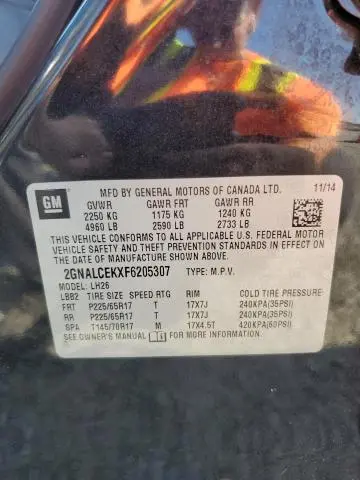 GM
MFD BY GENERAL MOTORS OF CANADA LTD. 11/14
GVWR GAWR FRT GAWR RR
2250 KG 1175 KG 1240 KG
4960 LB 2590 LB 2733 LB
THIS VEHICLE CONFORMS TO ALL APPLICABLE U.S. FEDERAL MOTOR
VEHICLE SAFETY AND THEFT PREVENTION STANDARDS IN EFFECT ON
THE DATE OF MANUFACTURE SHOWN ABOVE.
2GNALCEKXF6205307 TYPE: M.P.V.
MODEL: LH26
LBB2 TIRE SIZE SPEED RTG RIM COLD TIRE PRESSURE
FRT P225/65R17 T 17X7J 240KPA(35PSI)
RR P225/65R17 T 17X7J 240KPA(35PSI)
SPA T145/70R17 M 17X4.5T 420KPA(60PSI)
SEE OWNER'S MANUAL FOR MORE INFORMATION.